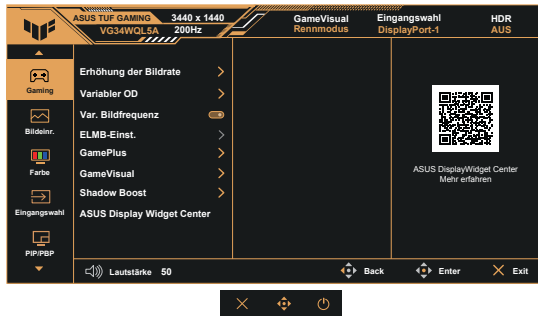 ASUS TUF GAMING 3440 x 1440
VG34WQL5A 200Hz
GameVisual
Rennmodus
Eingangswahl
DisplayPort-1
HDR
AUS
Gaming
Bildeinr.
Farbe
Eingangswahl
PIP/PBP
Erhöhung der Bildrate
Variabler OD
Var. Bildfrequenz
ELMB-Einst.
GamePlus
GameVisual
Shadow Boost
ASUS Display Widget Center
ASUS DisplayWidget Center
Mehr erfahren
Lautstärke 50
Back
Enter
Exit